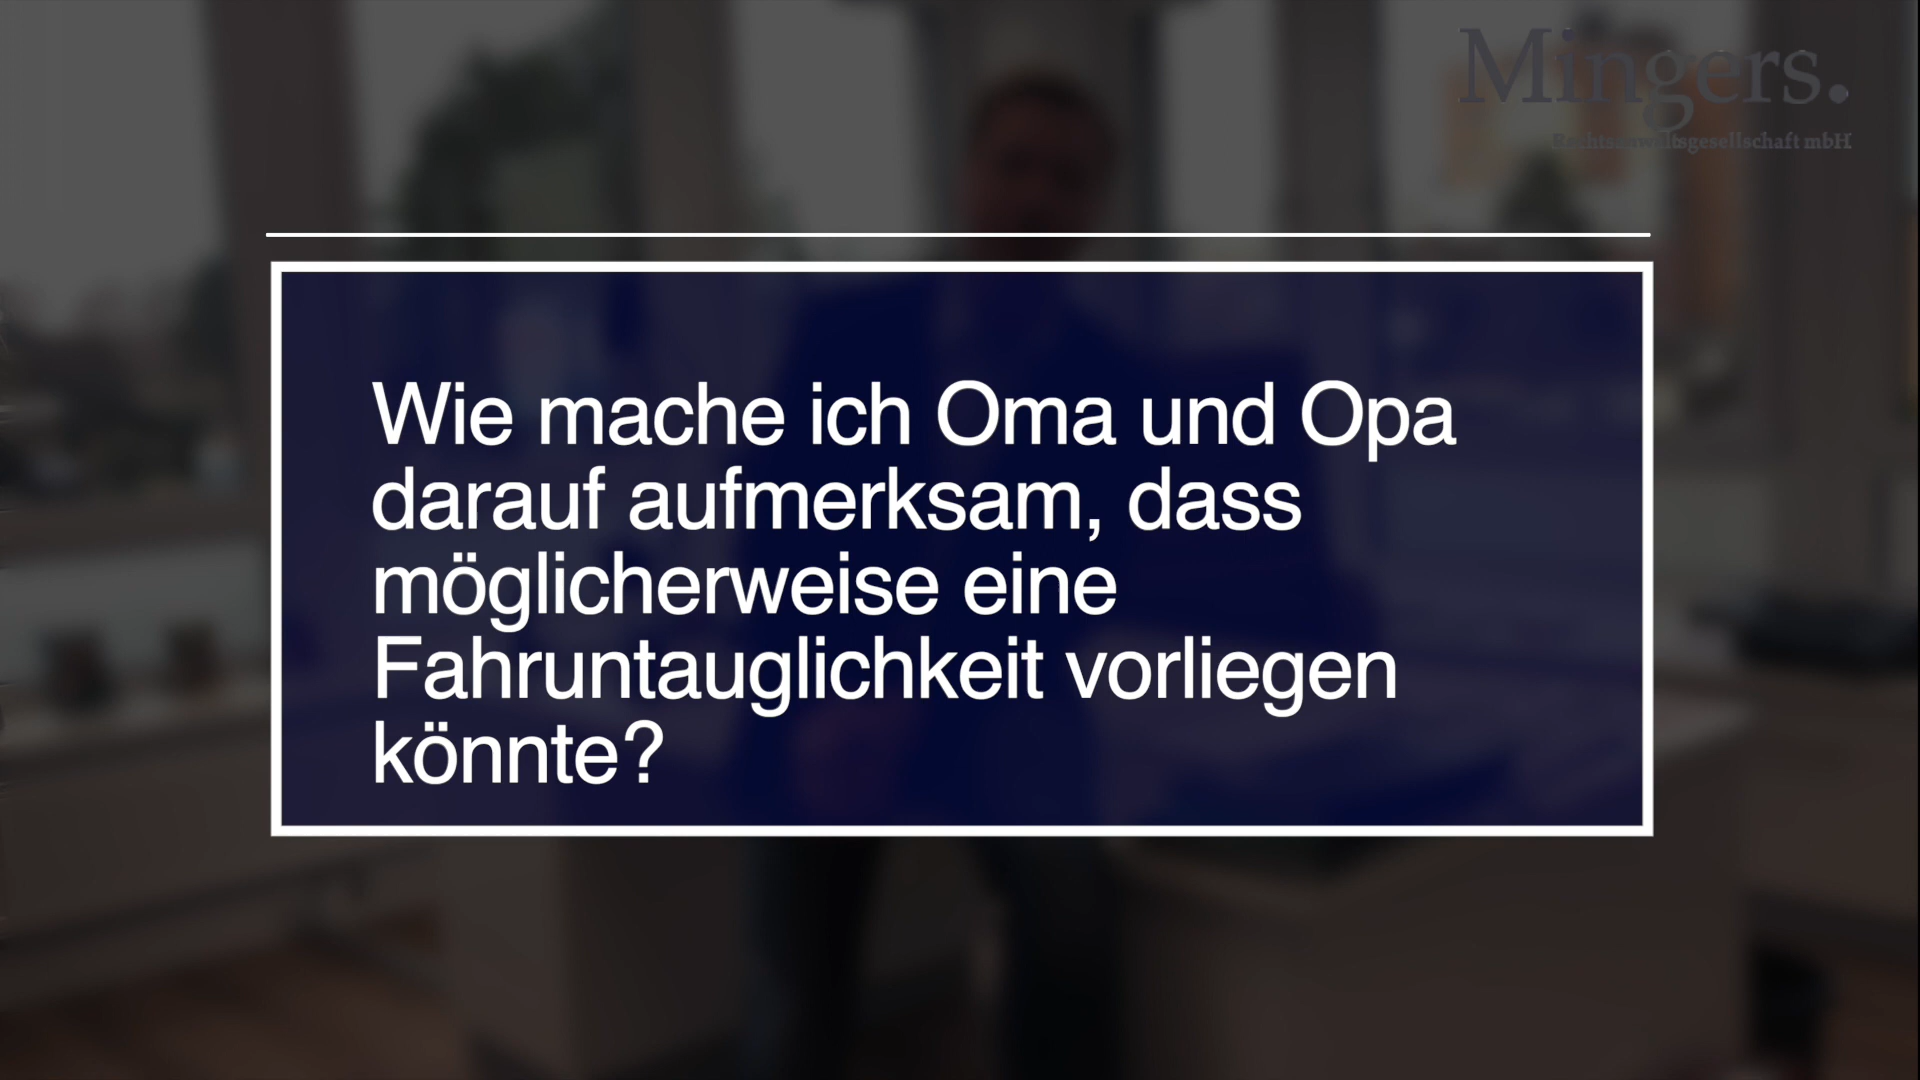 Mingers.
Rechtsanwaltsgesellschaft mbH
Wie mache ich Oma und Opa
darauf aufmerksam, dass
möglicherweise eine
Fahruntauglichkeit vorliegen
könnte?